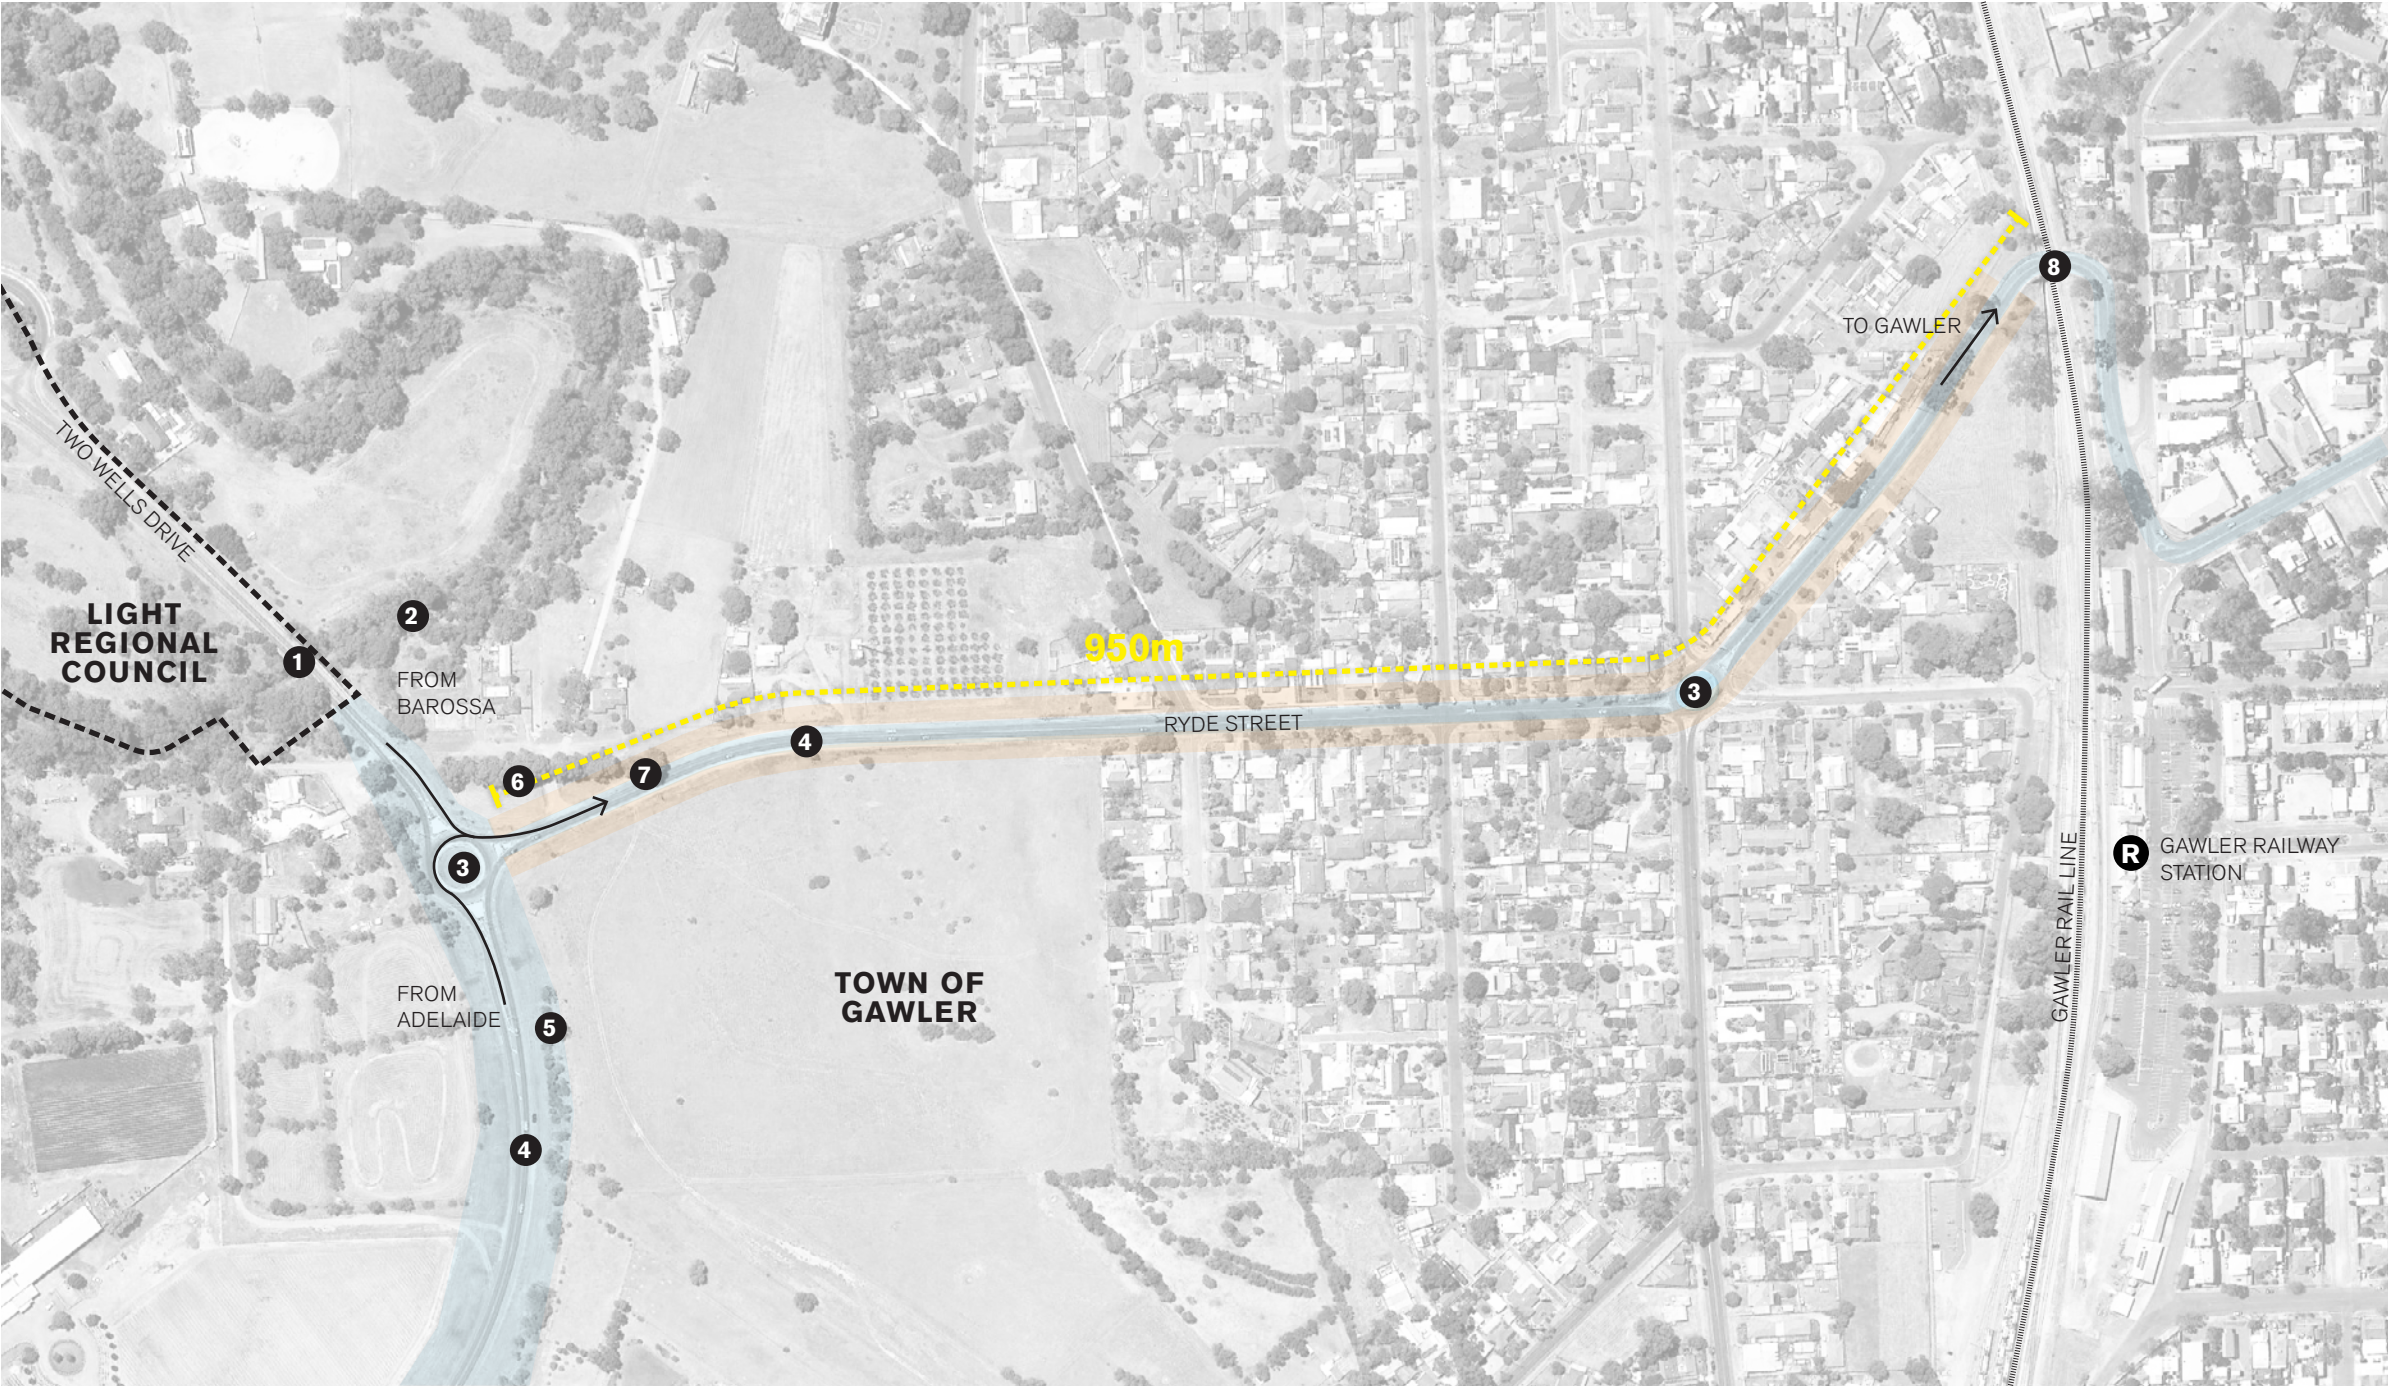 8
TO GAWLER
TWO WELLS DRIVE
LIGHT
REGIONAL
COUNCIL
2
1
950m
FROM
BAROSSA
3
RYDE STREET
4
7
6
3
R
GAWLER RAILWAY
STATION
GAWLER RAIL LINE
TOWN OF
GAWLER
FROM
ADELAIDE
5
4